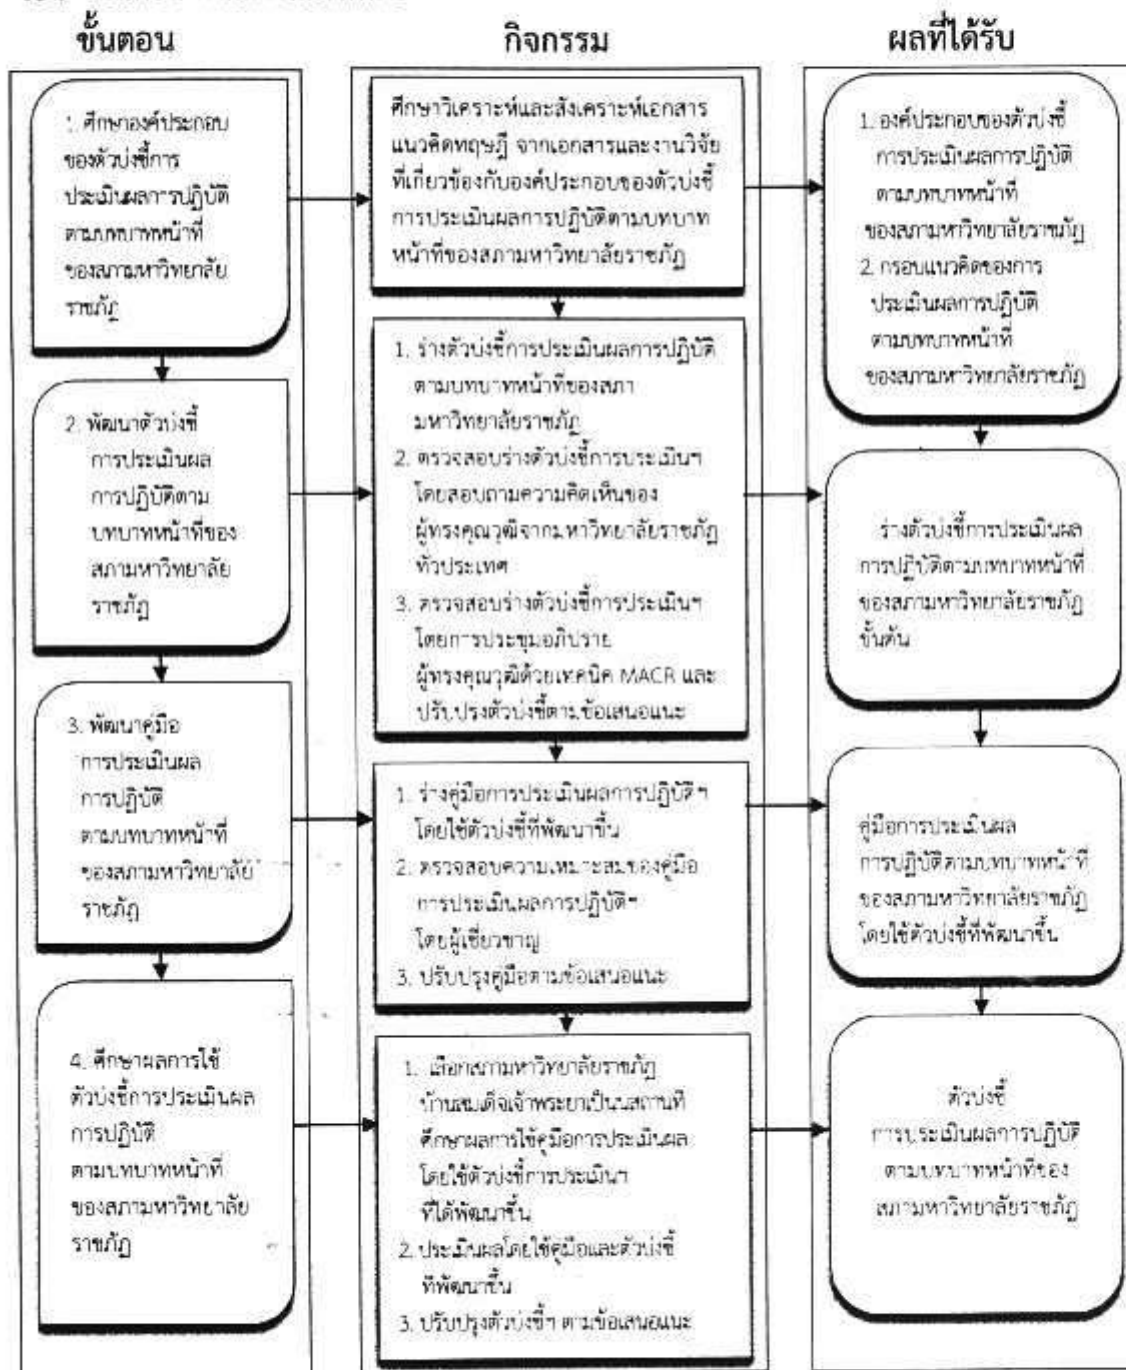 ขั้นตอน
กิจกรรม
ผลที่ได้รับ
1. ศึกษาองค์ประกอบ
ของตัวบ่งชี้การ
ประเมินผลการปฏิบัติ
ตามบทบาทหน้าที่
ของสภามหาวิทยาลัย
ราชภัฏ
2. พัฒนาตัวบ่งชี้
การประเมินผล
การปฏิบัติตาม
บทบาทหน้าที่ของ
สภามหาวิทยาลัย
ราชภัฏ
3. พัฒนาคู่มือ
การประเมินผล
การปฏิบัติ
ตามบทบาทหน้าที่
ของสภามหาวิทยาลัย
ราชภัฏ
4. ศึกษาผลการใช้
ตัวบ่งชี้การประเมินผล
การปฏิบัติ
ตามบทบาทหน้าที่
ของสภามหาวิทยาลัย
ราชภัฏ
ศึกษาวิเคราะห์และสังเคราะห์เอกสาร
แนวคิดทฤษฎี จากเอกสารและงานวิจัย
ที่เกี่ยวข้องกับองค์ประกอบของตัวบ่งชี้
การประเมินผลการปฏิบัติตามบทบาท
หน้าที่ของสภามหาวิทยาลัยราชภัฏ
1. ร่างตัวบ่งชี้การประเมินผลการปฏิบัติ
ตามบทบาทหน้าที่ของสภา
มหาวิทยาลัยราชภัฏ
2. ตรวจสอบร่างตัวบ่งชี้การประเมินฯ
โดยสอบถามความคิดเห็นของ
ผู้ทรงคุณวุฒิจากมหาวิทยาลัยราชภัฏ
ทั่วประเทศ
3. ตรวจสอบร่างตัวบ่งชี้การประเมินฯ
โดยการประชุมอภิปราย
ผู้ทรงคุณวุฒิด้วยเทคนิค MACR และ
ปรับปรุงตัวบ่งชี้ตามข้อเสนอแนะ
1. ร่างคู่มือการประเมินผลการปฏิบัติฯ
โดยใช้ตัวบ่งชี้ที่พัฒนาขึ้น
2. ตรวจสอบความเหมาะสมของคู่มือ
การประเมินผลการปฏิบัติฯ
โดยผู้เชี่ยวชาญ
3. ปรับปรุงคู่มือตามข้อเสนอแนะ
1. เลือกสภามหาวิทยาลัยราชภัฏ
บ้านสมเด็จเจ้าพระยาเป็นนสถานที่
ศึกษาผลการใช้คู่มือการประเมินผล
โดยใช้ตัวบ่งชี้การประเมินฯ
ที่ได้พัฒนาขึ้น
2. ประเมินผลโดยใช้คู่มือและตัวบ่งชี้
ที่พัฒนาขึ้น
3. ปรับปรุงตัวบ่งชี้ฯ ตามข้อเสนอแนะ
1. องค์ประกอบของตัวบ่งชี้
การประเมินผลการปฏิบัติ
ตามบทบาทหน้าที่
ของสภามหาวิทยาลัยราชภัฏ
2. กรอบแนวคิดของการ
ประเมินผลการปฏิบัติ
ตามบทบาทหน้าที่
ของสภามหาวิทยาลัยราชภัฏ
ร่างตัวบ่งชี้การประเมินผล
การปฏิบัติตามบทบาทหน้าที่
ของสภามหาวิทยาลัยราชภัฏ
ขั้นต้น
คู่มือการประเมินผล
การปฏิบัติตามบทบาทหน้าที่
ของสภามหาวิทยาลัยราชภัฏ
โดยใช้ตัวบ่งชี้ที่พัฒนาขึ้น
ตัวบ่งชี้
การประเมินผลการปฏิบัติ
ตามบทบาทหน้าที่ของ
สภามหาวิทยาลัยราชภัฏ